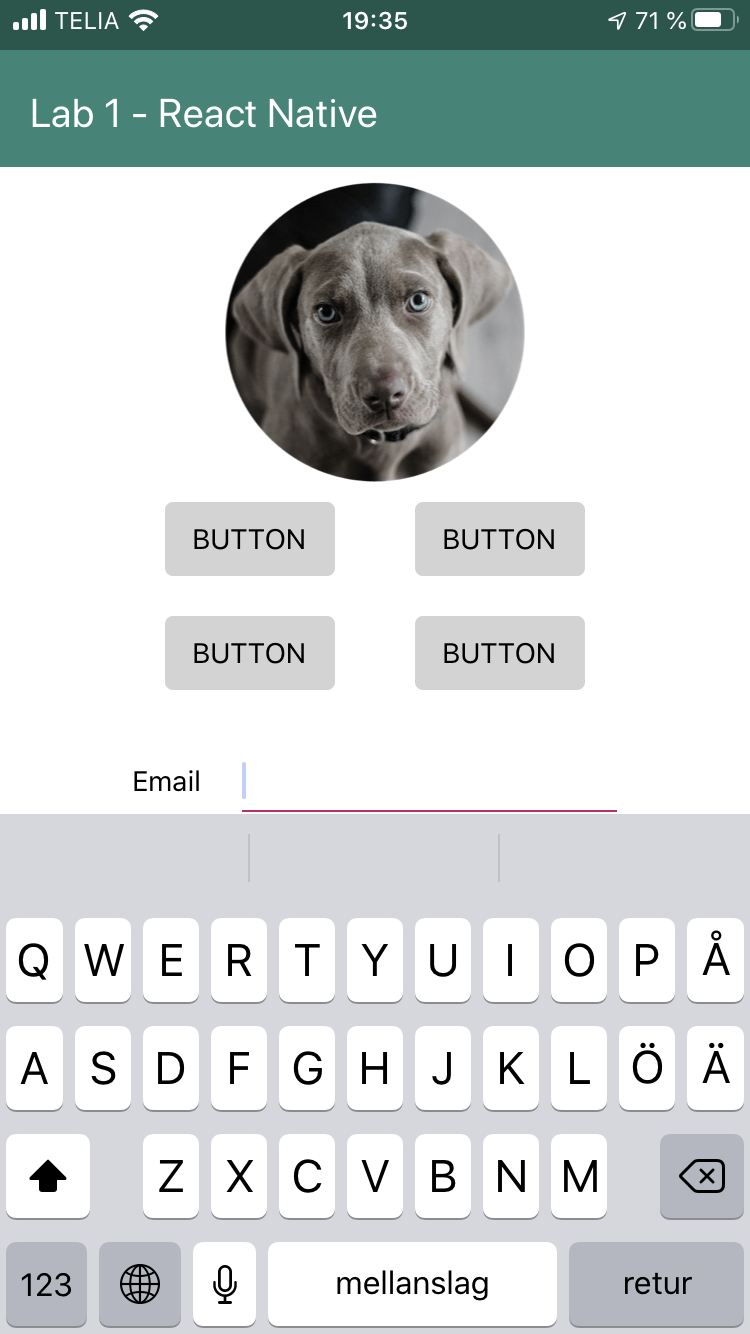 TELIA 19:35 71 %
Lab 1 - React Native
BUTTON BUTTON
BUTTON BUTTON
Email
Q W E R T Y U I O P Å
A S D F G H J K L Ö Ä
Z X C V B N M
123 mellanslag retur